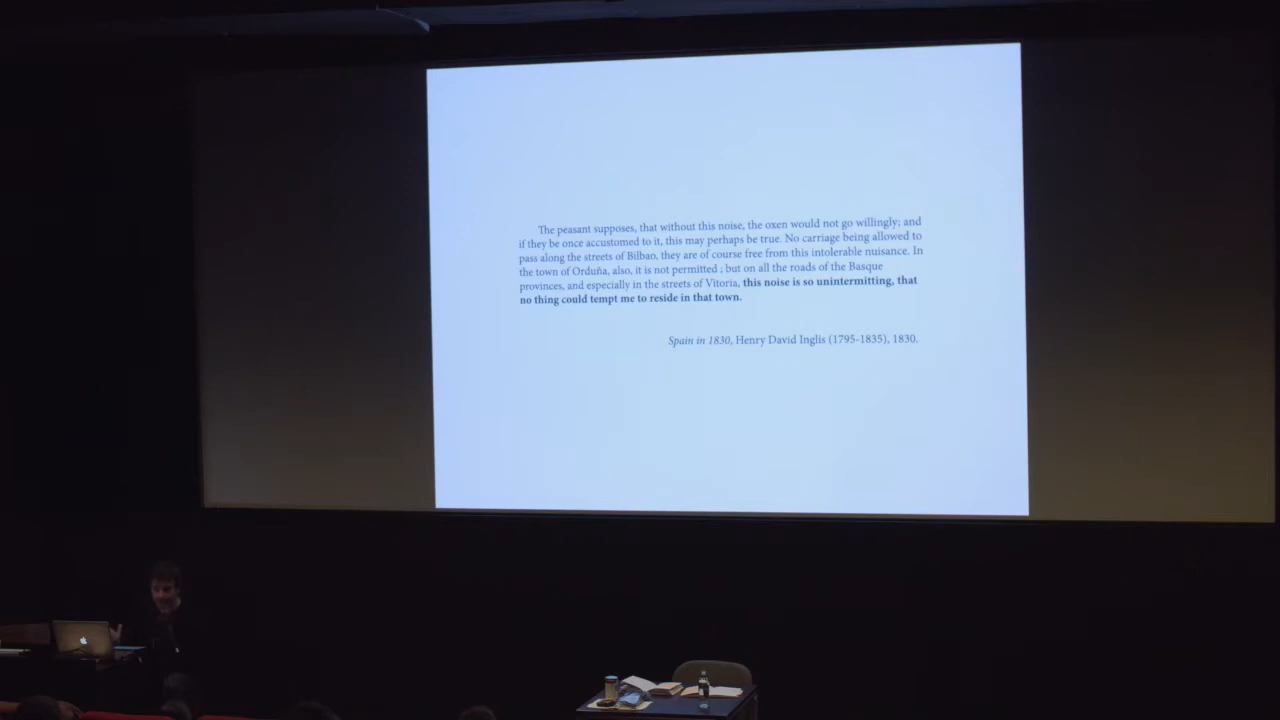 The peasant supposes, that without this noise, the oxen would not go willingly; and
if they be once accustomed to it, this may perhaps be true. No carriage being allowed to
pass along the streets of Bilbao, they are of course free from this intolerable nuisance. In
the town of Orduña, also, it is not permitted ; but on all the roads of the Basque
provinces, and especially in the streets of Vitoria, this noise is so unintermitting, that
no thing could tempt me to reside in that town.
Spain in 1830, Henry David Inglis (1795-1835), 1830.